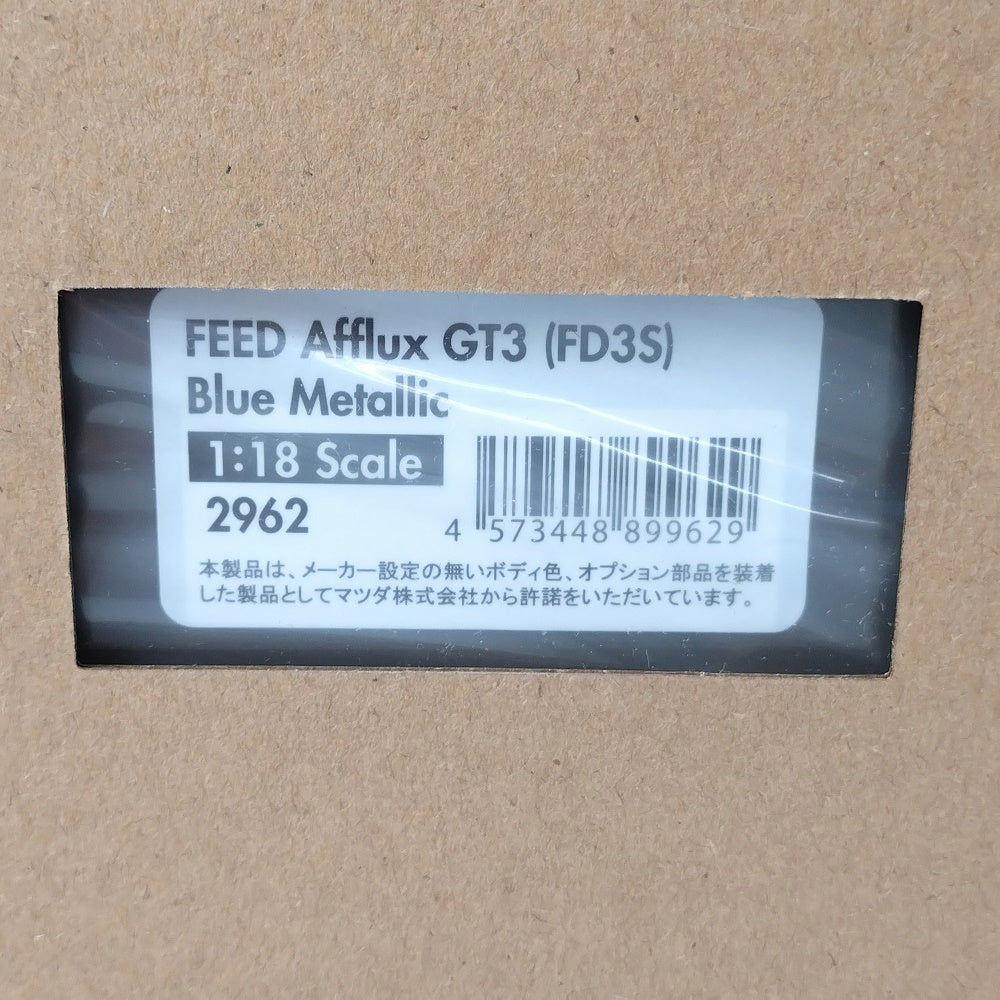 FEED Afflux GT3 (FD3S)
Blue Metallic
1:18 Scale
2962
4 573448 899629
本製品は、メーカー設定の無いボディ色、オプション部品を装着
した製品としてマツダ株式会社から許諾をいただいています。